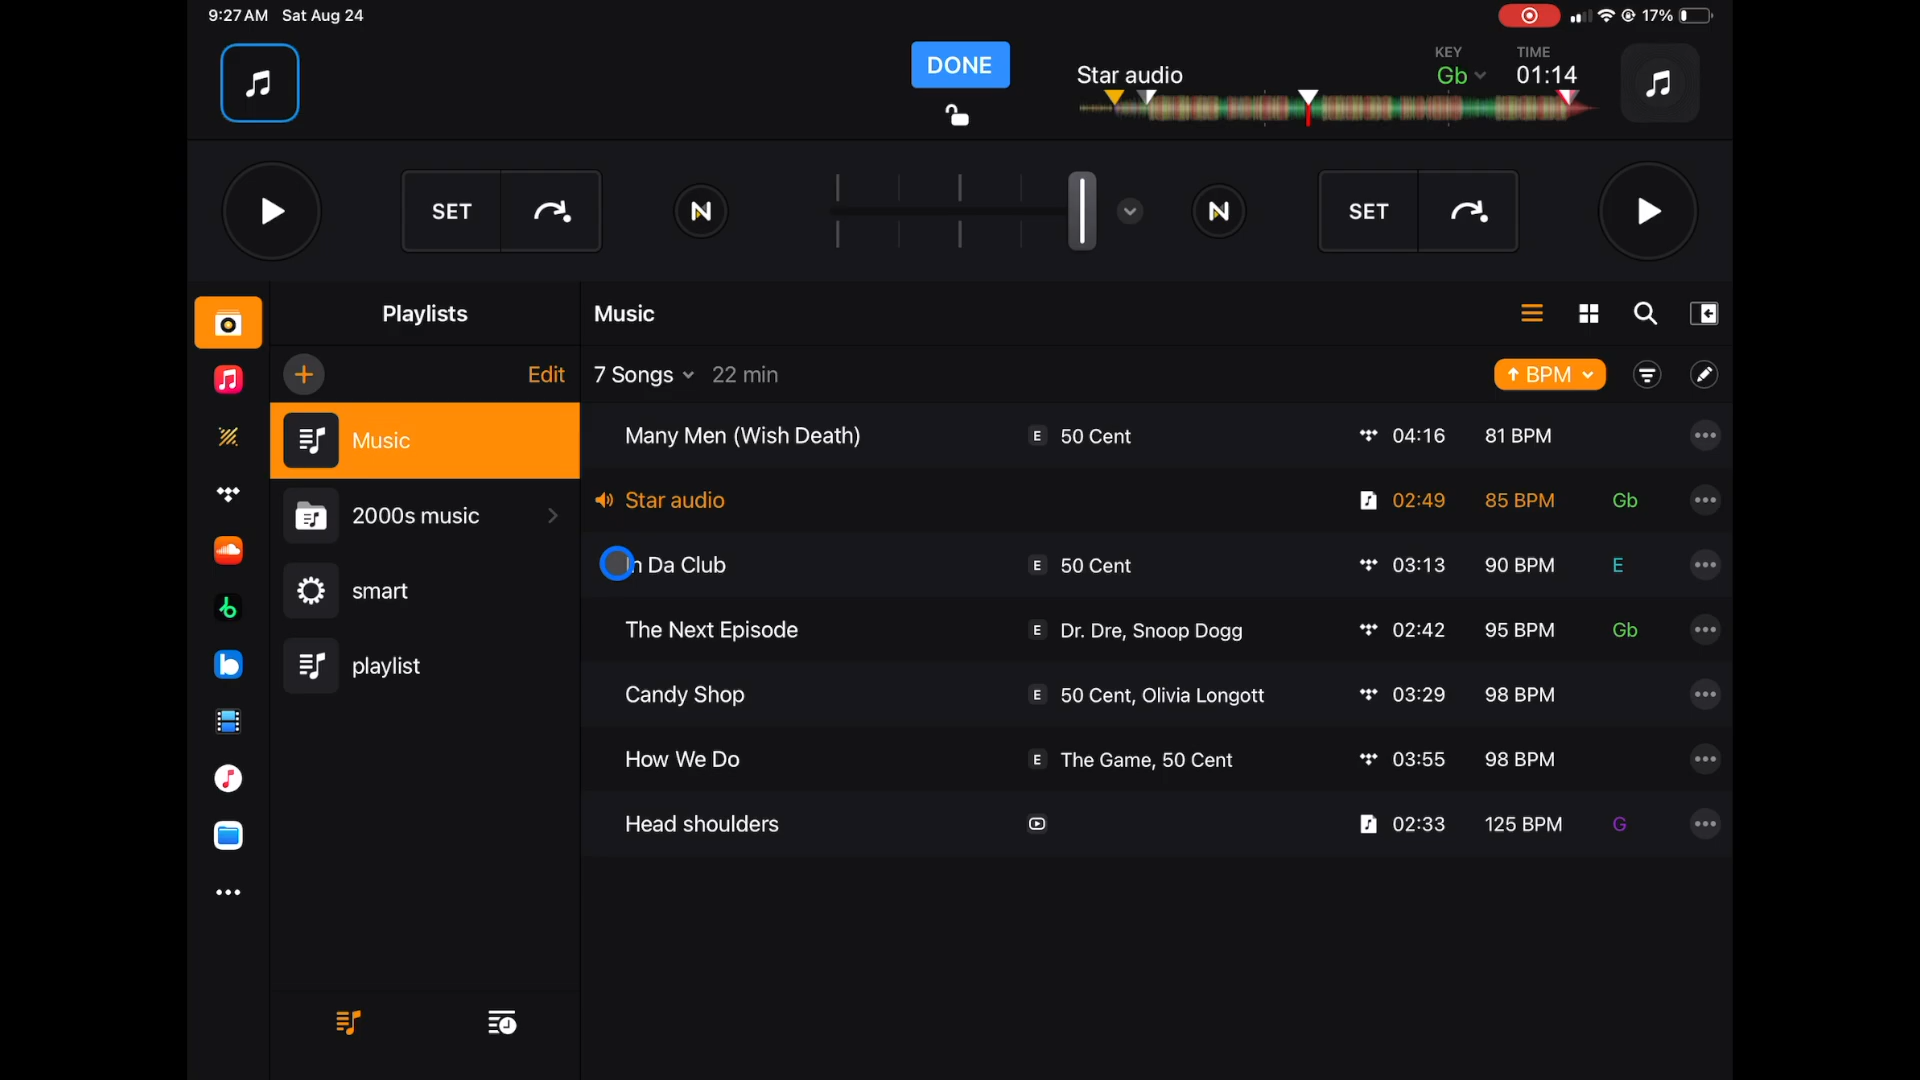 9:27 AM Sat Aug 24
17%
DONE
Star audio
KEY
Gb
TIME
01:14
SET
SET
Playlists
Music
Edit
7 Songs 22 min
BPM
Music
2000s music
smart
playlist
Many Men (Wish Death) E 50 Cent 04:16 81 BPM
Star audio 02:49 85 BPM Gb
In Da Club E 50 Cent 03:13 90 BPM E
The Next Episode E Dr. Dre, Snoop Dogg 02:42 95 BPM Gb
Candy Shop E 50 Cent, Olivia Longott 03:29 98 BPM
How We Do E The Game, 50 Cent 03:55 98 BPM
Head shoulders 02:33 125 BPM G